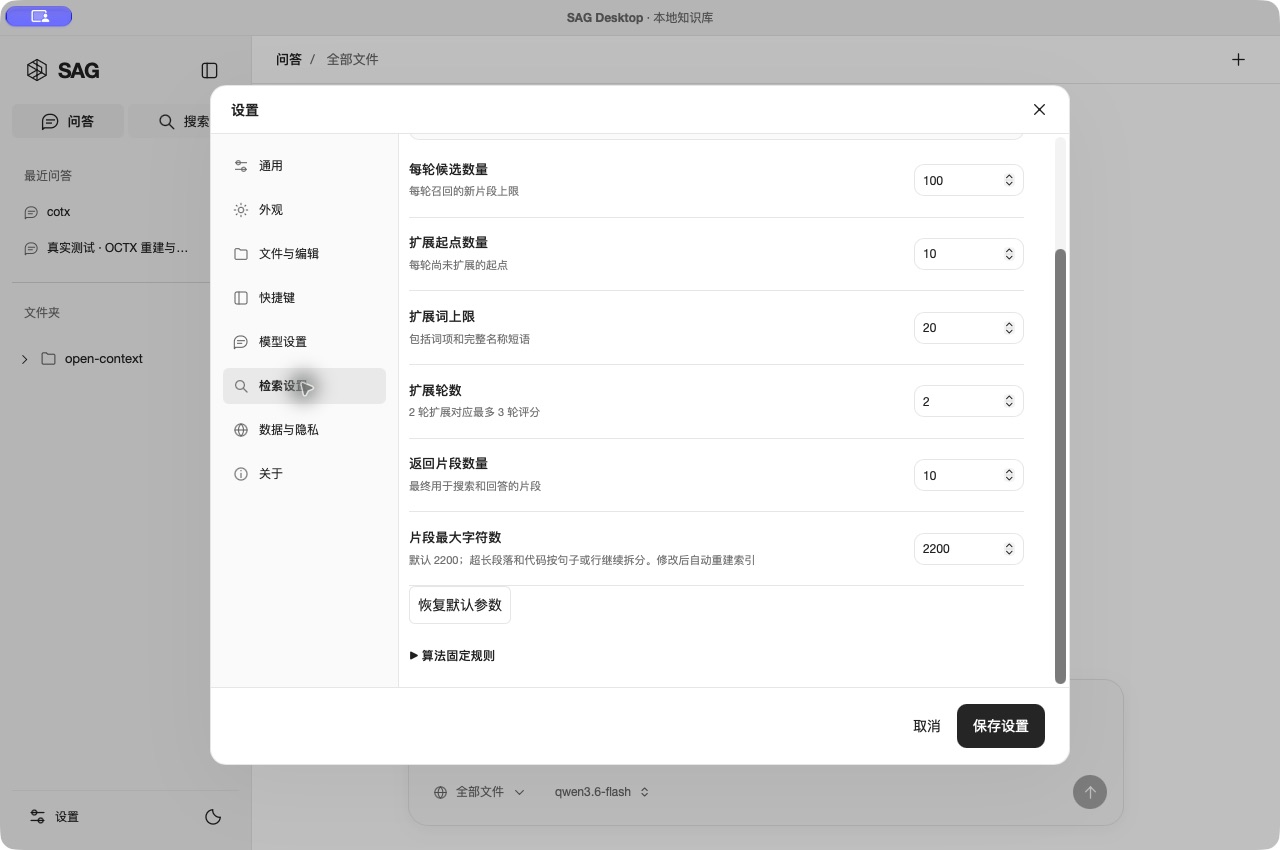 SAG Desktop · 本地知识库
SAG
问答 / 全部文件
问答
搜索
最近问答
cotx
真实测试 · OCTX 重建与…
文件夹
open-context
设置
设置
通用
外观
文件与编辑
快捷键
模型设置
检索设置
数据与隐私
关于
每轮候选数量
每轮召回的新片段上限
100
扩展起点数量
每轮尚未扩展的起点
10
扩展词上限
包括词项和完整名称短语
20
扩展轮数
2 轮扩展对应最多 3 轮评分
2
返回片段数量
最终用于搜索和回答的片段
10
片段最大字符数
默认 2200；超长段落和代码按句子或行继续拆分。修改后自动重建索引
2200
恢复默认参数
▶ 算法固定规则
取消
保存设置
全部文件
qwen3.6-flash